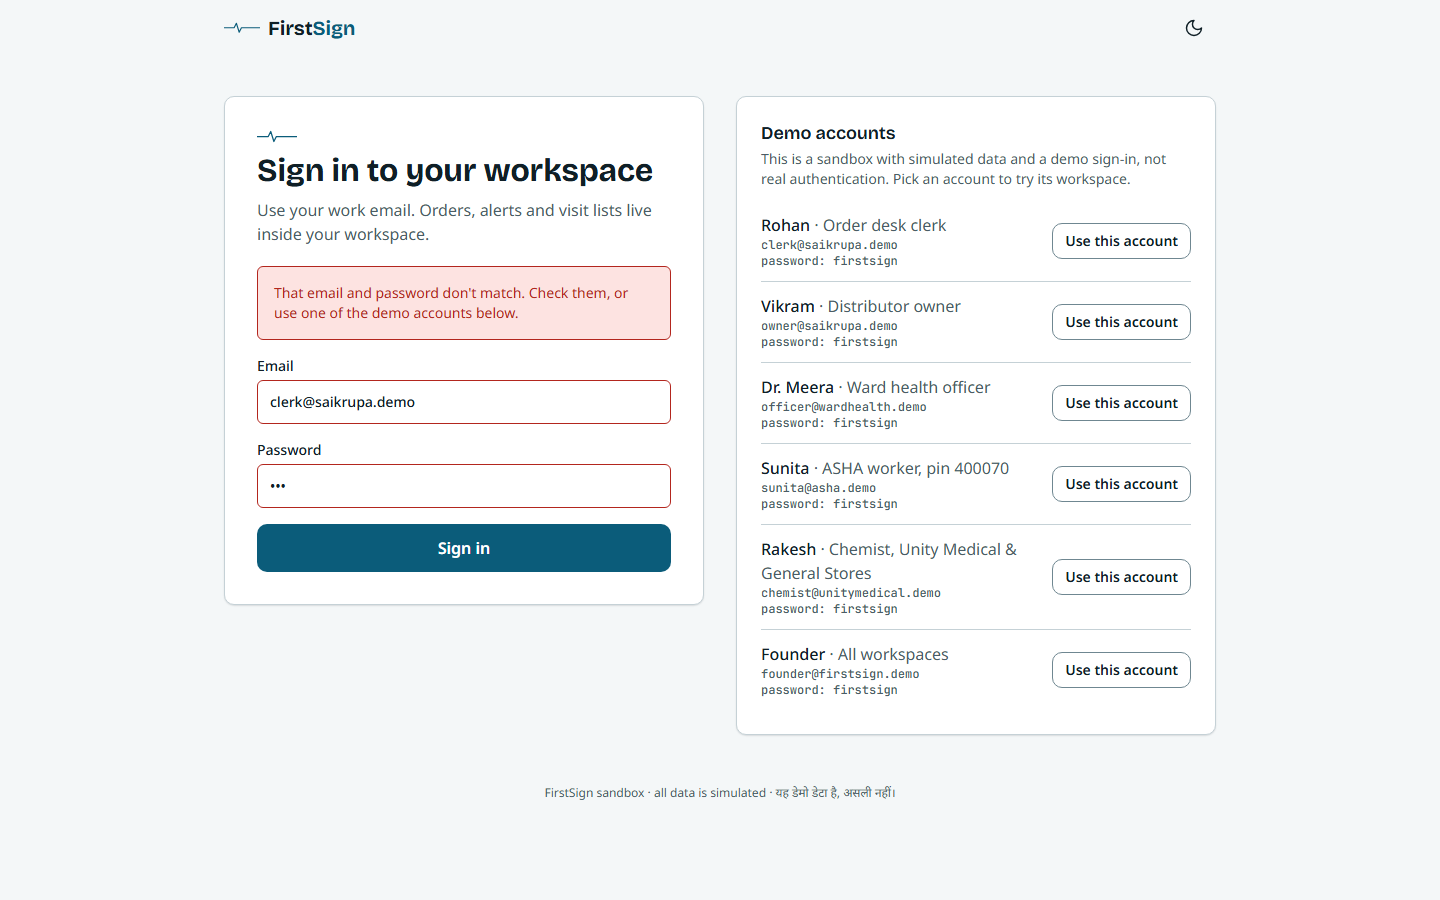 FirstSign
Sign in to your workspace
Use your work email. Orders, alerts and visit lists live
inside your workspace.
That email and password don't match. Check them, or
use one of the demo accounts below.
Email
clerk@saikrupa.demo
Password
•••
Sign in
Demo accounts
This is a sandbox with simulated data and a demo sign-in, not
real authentication. Pick an account to try its workspace.
Rohan · Order desk clerk
clerk@saikrupa.demo
password: firstsign
Use this account
Vikram · Distributor owner
owner@saikrupa.demo
password: firstsign
Use this account
Dr. Meera · Ward health officer
officer@wardhealth.demo
password: firstsign
Use this account
Sunita · ASHA worker, pin 400070
sunita@asha.demo
password: firstsign
Use this account
Rakesh · Chemist, Unity Medical &
General Stores
chemist@unitymedical.demo
password: firstsign
Use this account
Founder · All workspaces
founder@firstsign.demo
password: firstsign
Use this account
FirstSign sandbox · all data is simulated · यह डेमो डेटा है, असली नहीं।